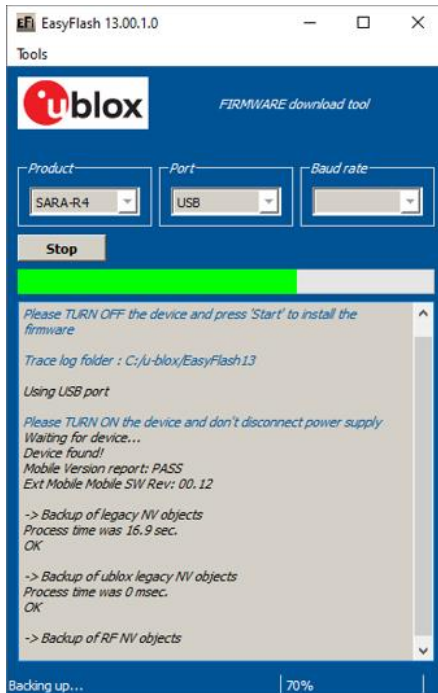 EFI EasyFlash 13.00.1.0
Tools
ublox
FIRMWARE download tool
Product
Port
Baud rate
SARA-R4
USB
Stop
Please TURN OFF the device and press 'Start' to install the
firmware
Trace log folder : C:/u-blox/EasyFlash13
Using USB port
Please TURN ON the device and don't disconnect power supply
Waiting for device...
Device found!
Mobile Version report: PASS
Ext Mobile Mobile SW Rev: 00.12
-> Backup of legacy NV objects
Process time was 16.9 sec.
OK
-> Backup of ublox legacy NV objects
Process time was 0 msec.
OK
-> Backup of RF NV objects
Backing up...
70%